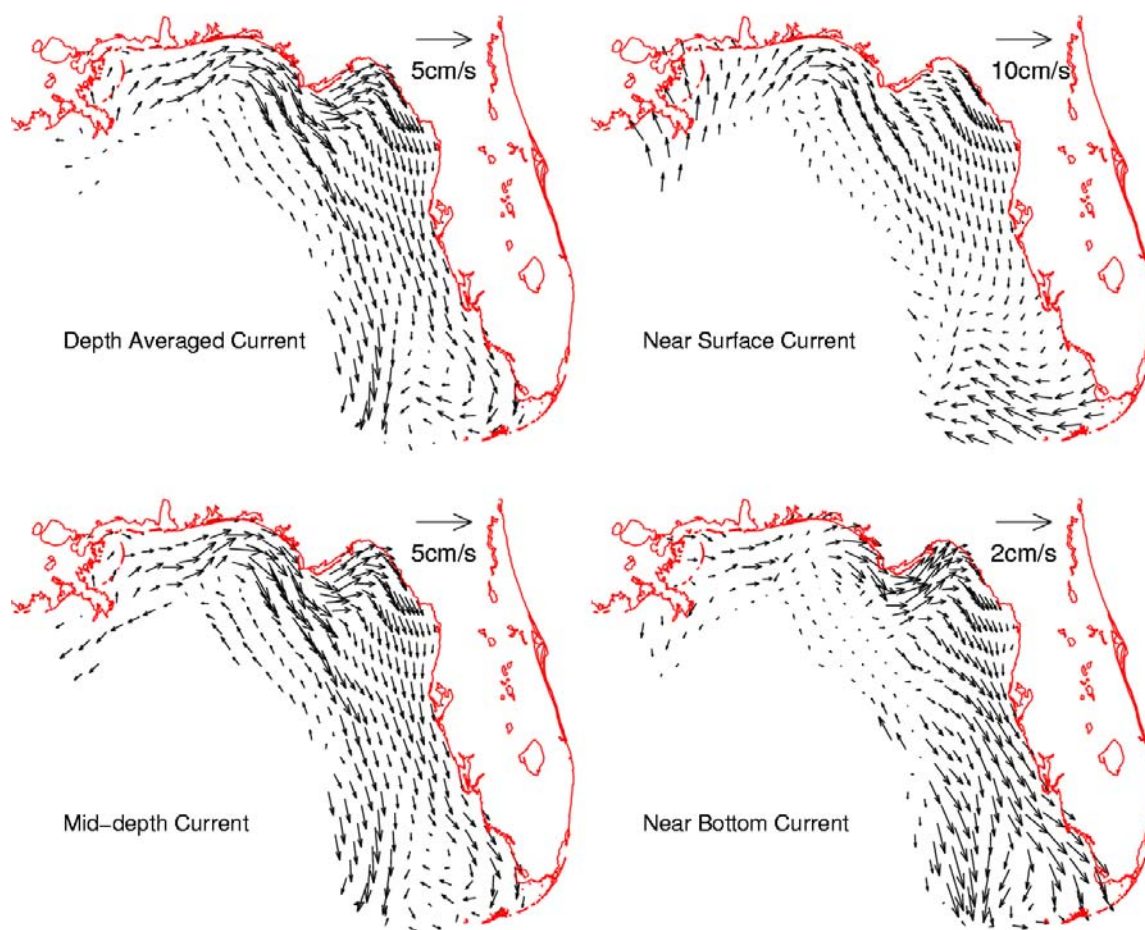 5cm/s
10cm/s
Depth Averaged Current
Near Surface Current
5cm/s
2cm/s
Mid-depth Current
Near Bottom Current